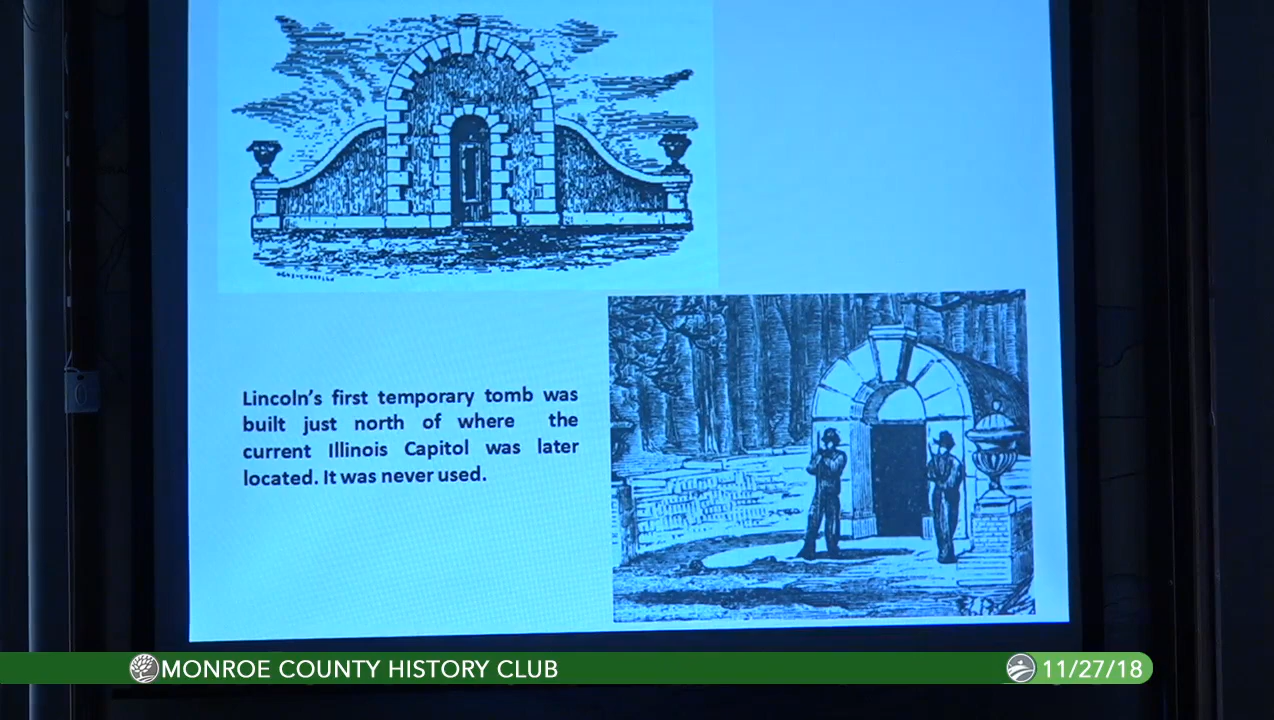 Lincoln's first temporary tomb was
built just north of where the
current Illinois Capitol was later
located. It was never used.
MONROE COUNTY HISTORY CLUB
11/27/18